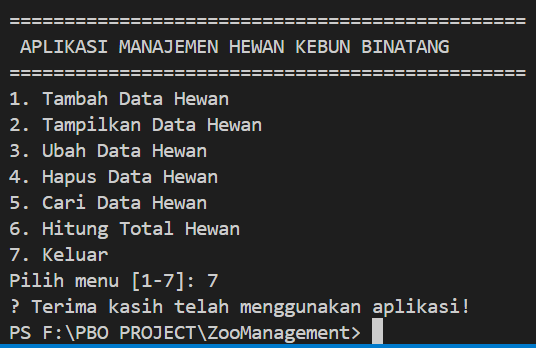 ===============================================
APLIKASI MANAJEMEN HEWAN KEBUN BINATANG
===============================================
1. Tambah Data Hewan
2. Tampilkan Data Hewan
3. Ubah Data Hewan
4. Hapus Data Hewan
5. Cari Data Hewan
6. Hitung Total Hewan
7. Keluar
Pilih menu [1-7]: 7
? Terima kasih telah menggunakan aplikasi!
PS F:\PBO PROJECT\ZooManagement>